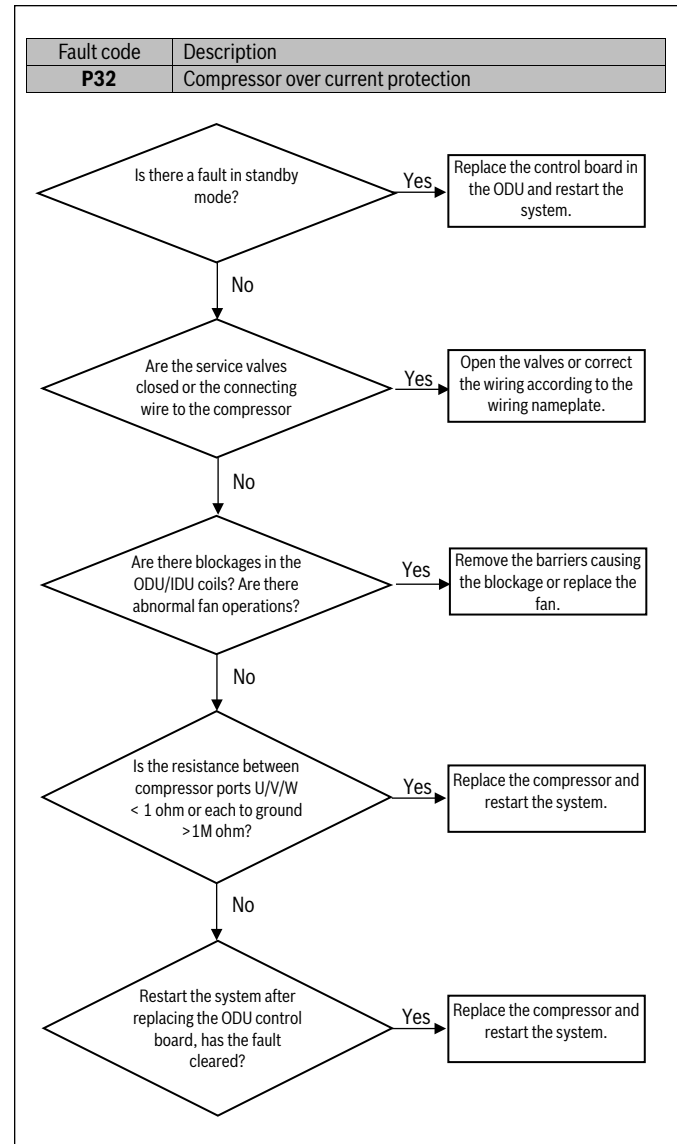 Fault code Description
P32 Compressor over current protection
Is there a fault in standby
mode?
Yes
Replace the control board in
the ODU and restart the
system.
No
Are the service valves
closed or the connecting
wire to the compressor
Yes
Open the valves or correct
the wiring according to the
wiring nameplate.
No
Are there blockages in the
ODU/IDU coils? Are there
abnormal fan operations?
Yes
Remove the barriers causing
the blockage or replace the
fan.
No
Is the resistance between
compressor ports U/V/W
< 1 ohm or each to ground
>1M ohm?
Yes
Replace the compressor and
restart the system.
No
Restart the system after
replacing the ODU control
board, has the fault
cleared?
Yes
Replace the compressor and
restart the system.